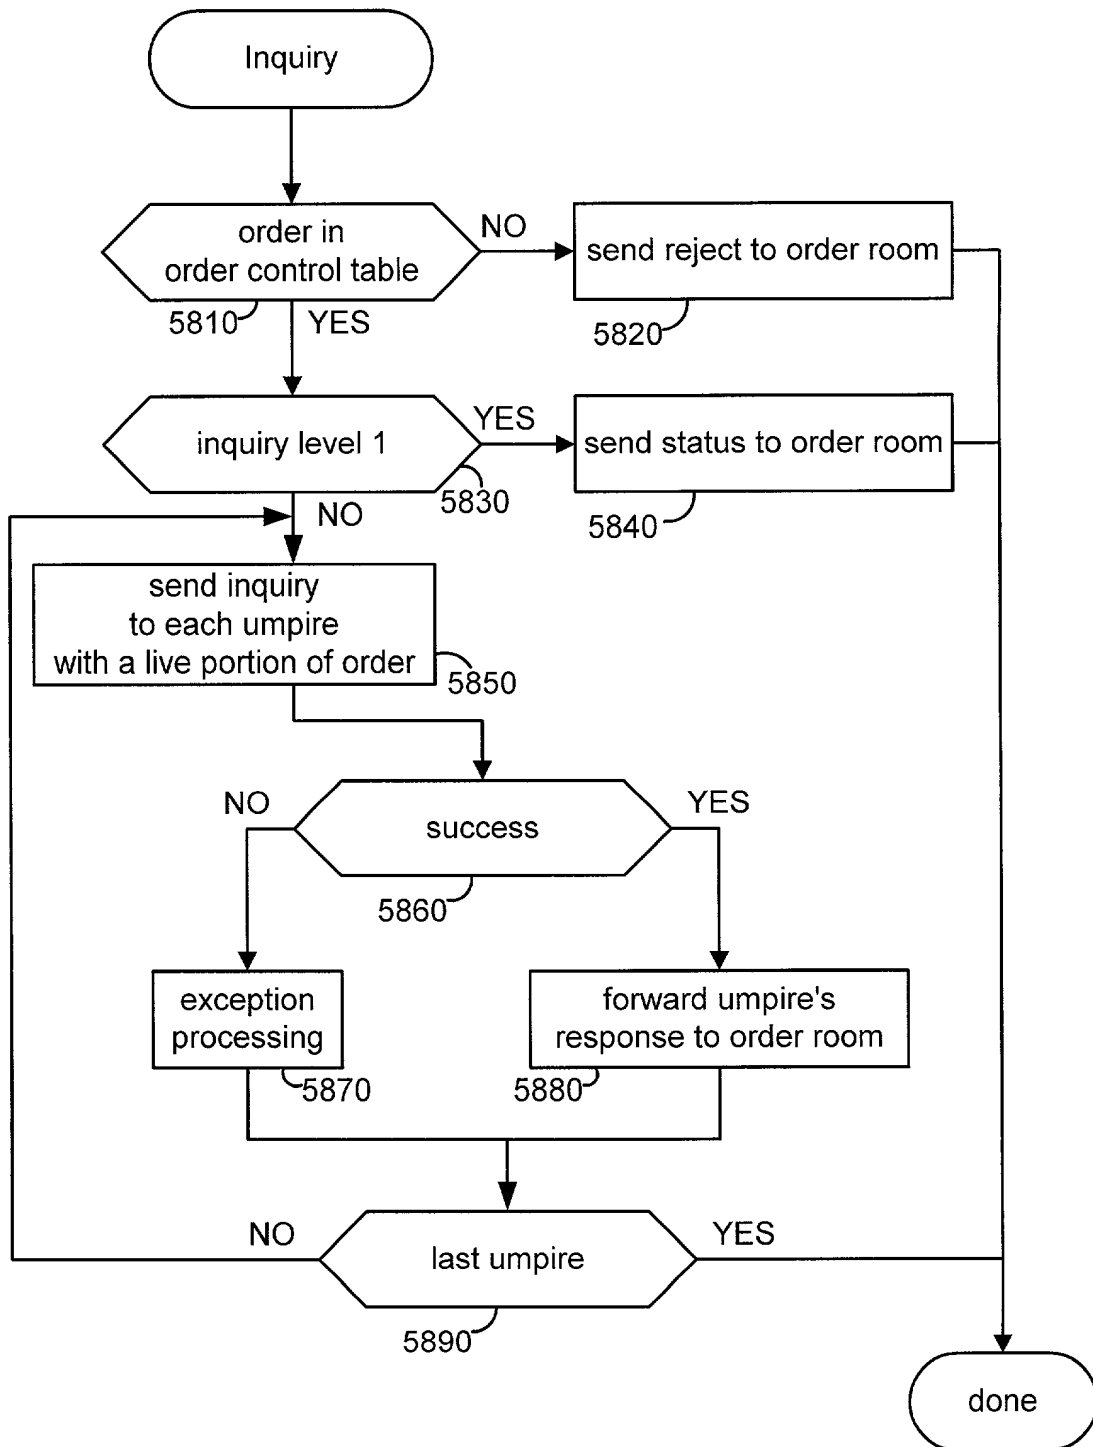 Inquiry
order in
order control table
NO
send reject to order room
5810
YES
5820
inquiry level 1
YES
send status to order room
5830
5840
NO
send inquiry
to each umpire
with a live portion of order
5850
NO
YES
success
5860
exception
processing
forward umpire's
response to order room
5870
5880
NO
YES
last umpire
5890
done